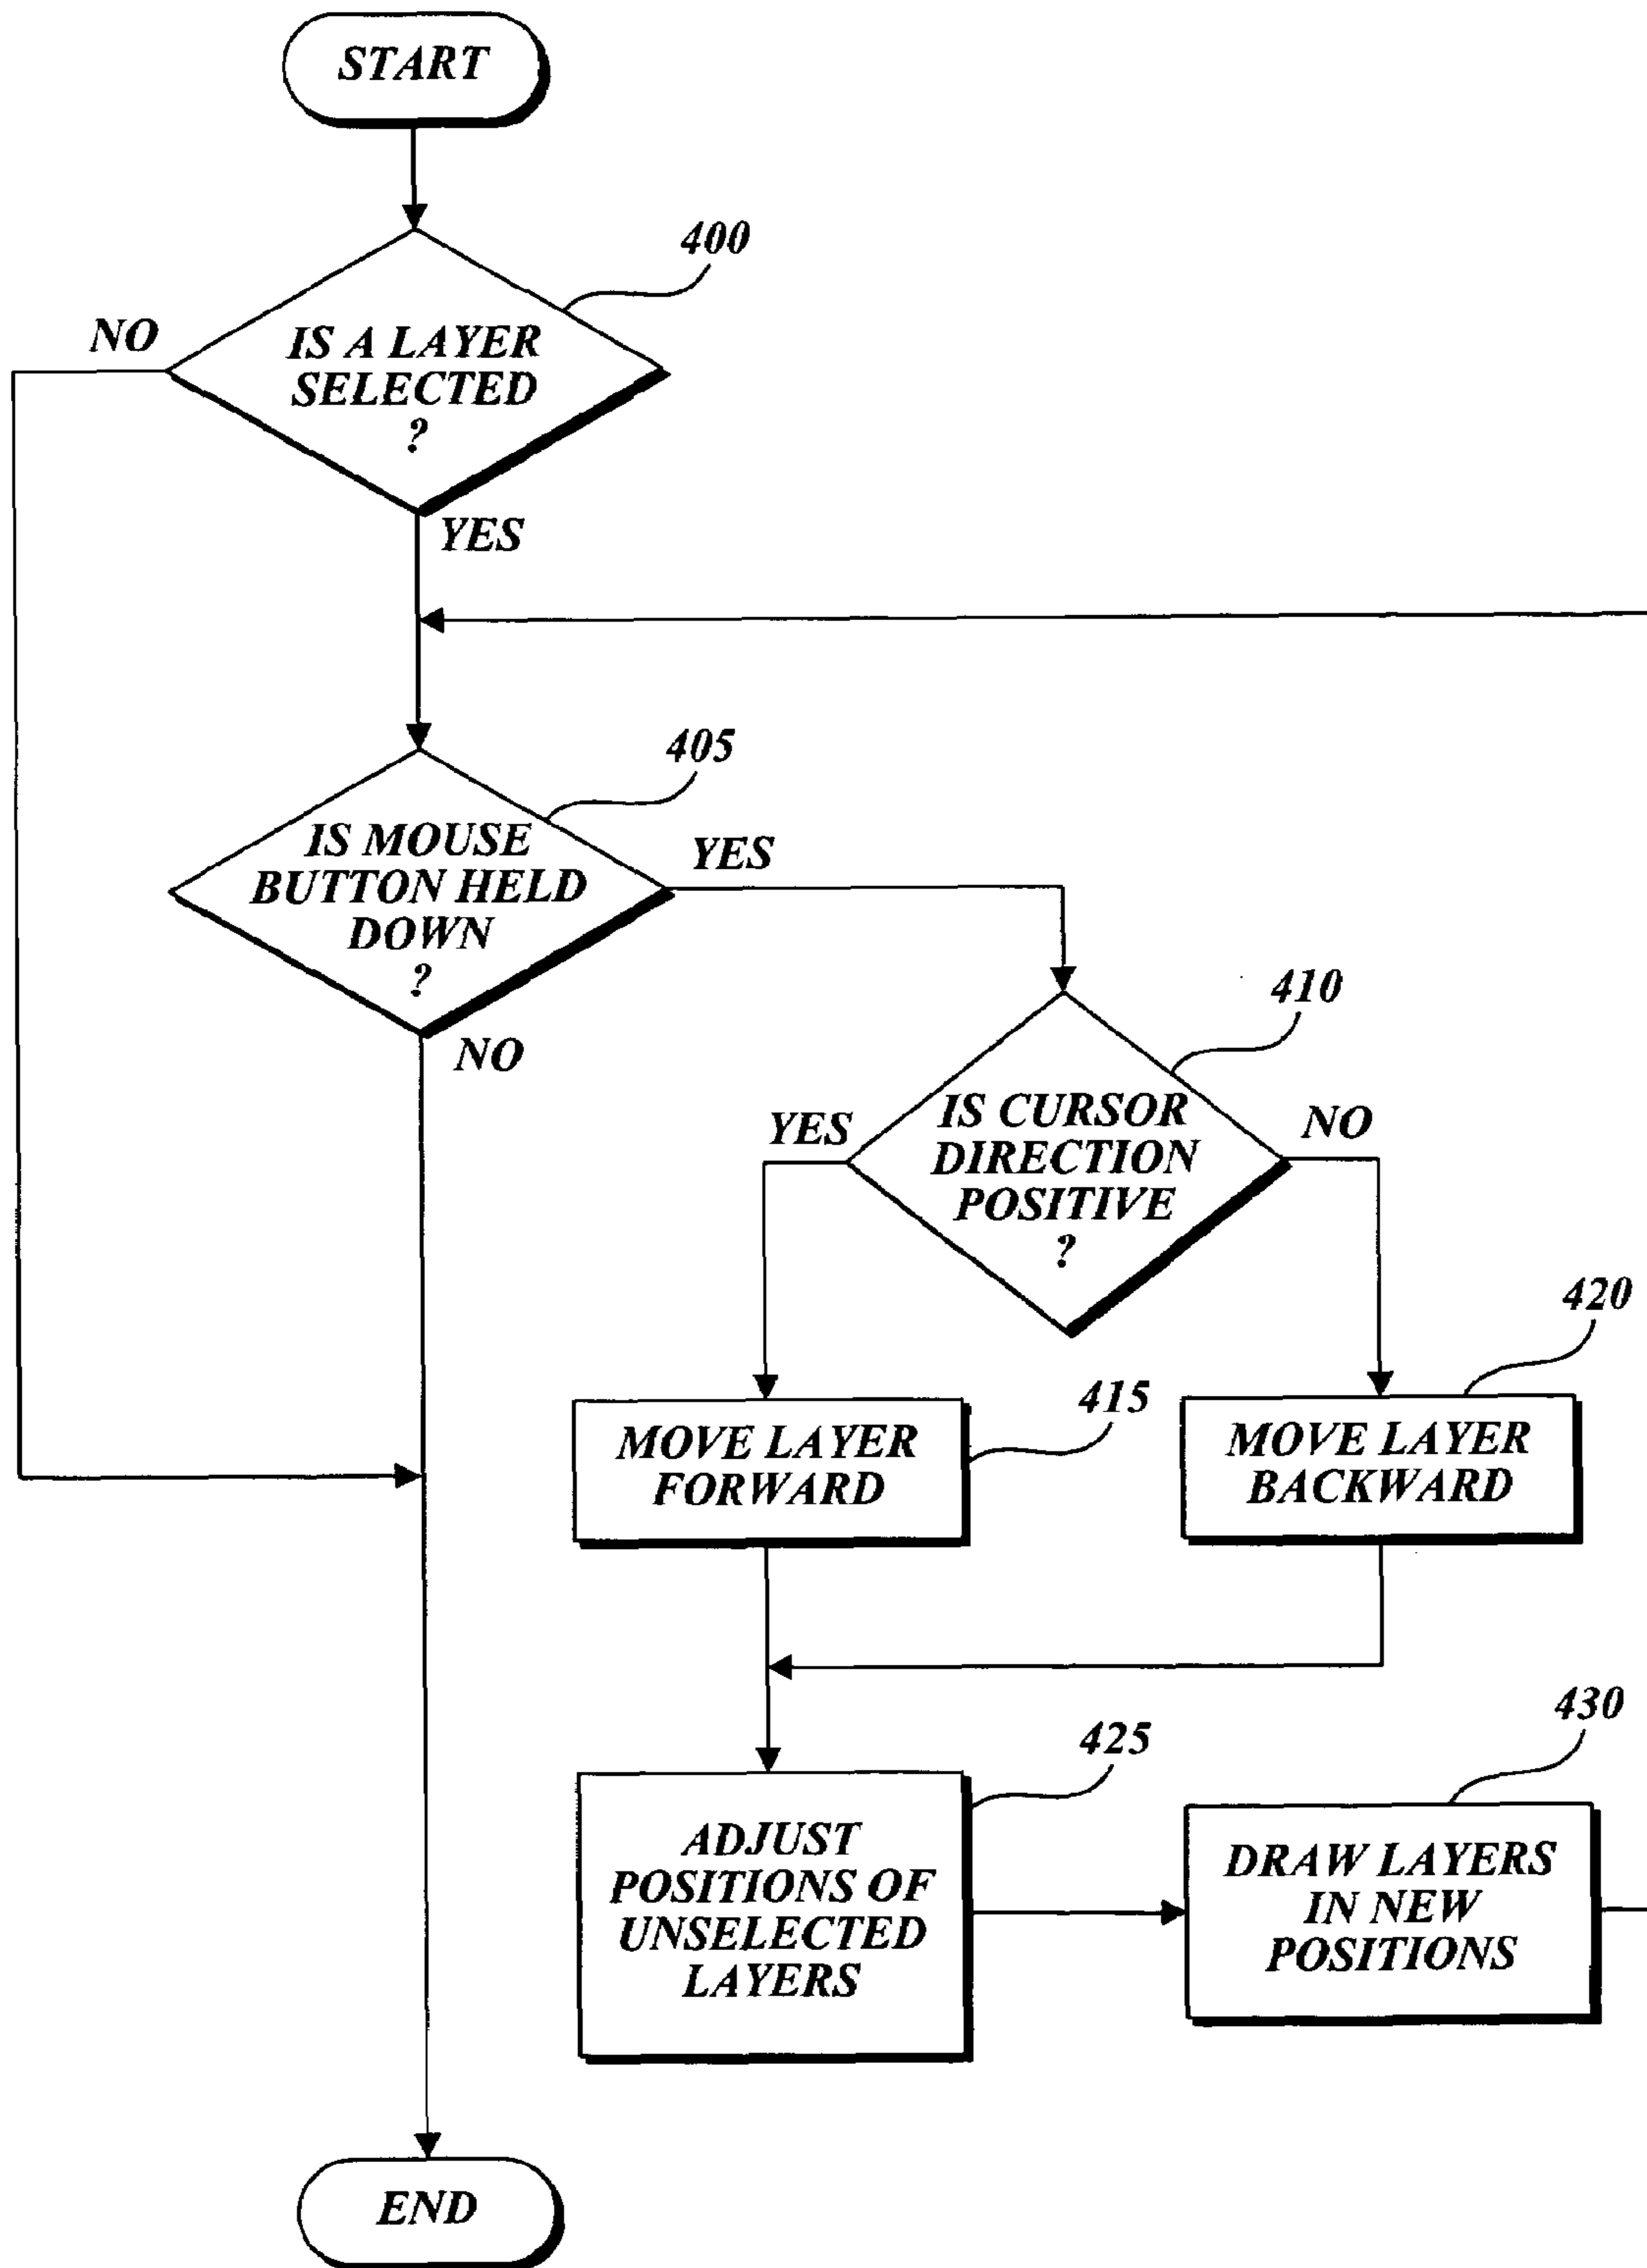 START
400
NO
IS A LAYER
SELECTED
?
YES
405
IS MOUSE
BUTTON HELD
DOWN
?
YES
NO
410
YES
IS CURSOR
DIRECTION
POSITIVE
?
NO
420
415
MOVE LAYER
FORWARD
MOVE LAYER
BACKWARD
425
430
ADJUST
POSITIONS OF
UNSELECTED
LAYERS
DRAW LAYERS
IN NEW
POSITIONS
END